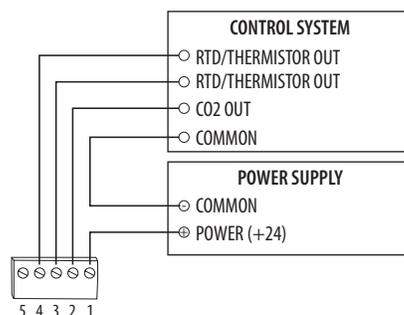 CONTROL SYSTEM
RTD/THERMISTOR OUT
RTD/THERMISTOR OUT
CO2 OUT
COMMON
POWER SUPPLY
COMMON
POWER (+24)
5 4 3 2 1